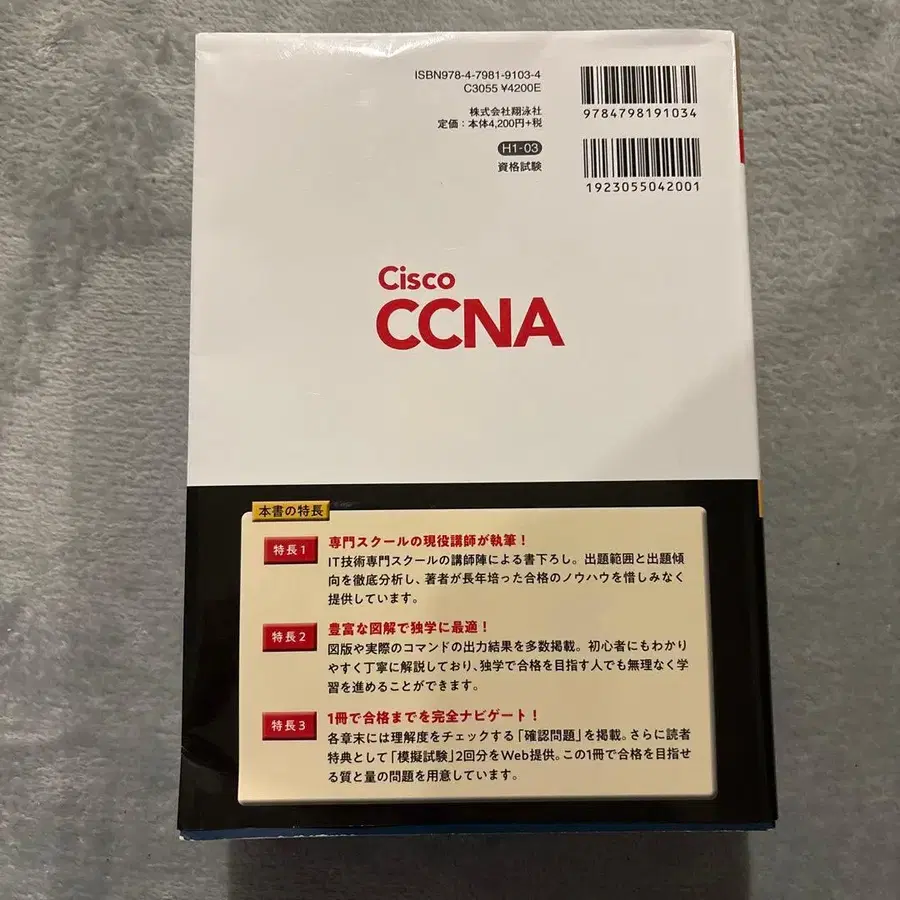 ISBN978-4-7981-9103-4
C3055 ¥4200E
株式会社翔泳社
定価：本体4,200円+税
H1-03
資格試験
9784798191034
1923055042001
Cisco
CCNA
本書の特長
特長1
専門スクールの現役講師が執筆！
IT技術専門スクールの講師陣による書下ろし。出題範囲と出題傾
向を徹底分析し、著者が長年培った合格のノウハウを惜しみなく
提供しています。
特長2
豊富な図解で独学に最適！
図版や実際のコマンドの出力結果を多数掲載。初心者にもわかり
やすく丁寧に解説しており、独学で合格を目指す人でも無理なく学
習を進めることができます。
特長3
1冊で合格までを完全ナビゲート！
各章末には理解度をチェックする「確認問題」を掲載。さらに読者
特典として「模擬試験」2回分をWeb提供。この1冊で合格を目指せ
る質と量の問題を用意しています。